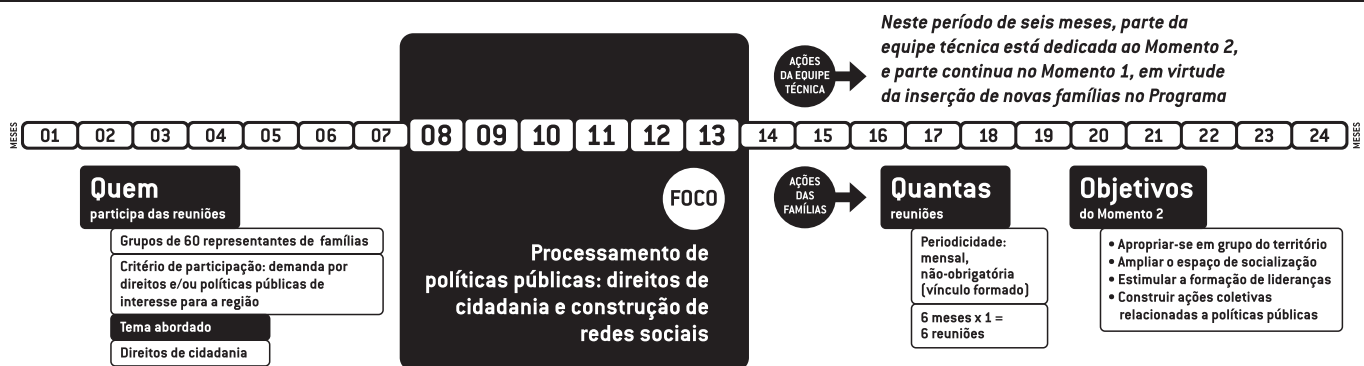 Neste período de seis meses, parte da
equipe técnica está dedicada ao Momento 2,
e parte continua no Momento 1, em virtude
da inserção de novas famílias no Programa
AÇÕES
DA EQUIPE
TÉCNICA
MESES
01 02 03 04 05 06 07 08 09 10 11 12 13 14 15 16 17 18 19 20 21 22 23 24
MESES
Quem
participa das reuniões
Grupos de 60 representantes de famílias
Critério de participação: demanda por
direitos e/ou políticas públicas de
interesse para a região
Tema abordado
Direitos de cidadania
FOCO
Processamento de
políticas públicas: direitos de
cidadania e construção de
redes sociais
AÇÕES
DAS
FAMÍLIAS
Quantas
reuniões
Periodicidade:
mensal,
não-obrigatória
(vínculo formado)
6 meses x 1 =
6 reuniões
Objetivos
do Momento 2
• Apropriar-se em grupo do território
• Ampliar o espaço de socialização
• Estimular a formação de lideranças
• Construir ações coletivas
relacionadas a políticas públicas